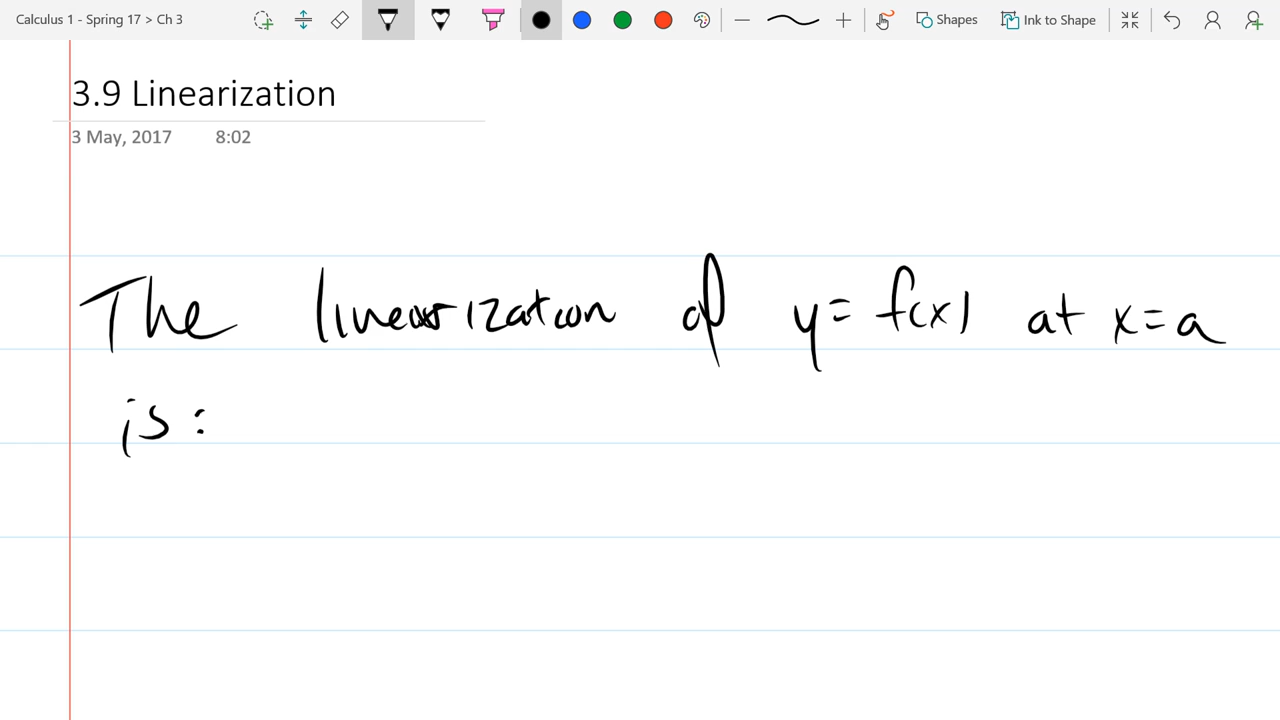 Calculus 1 - Spring 17 > Ch 3 Shapes Ink to Shape
3.9 Linearization
3 May, 2017 8:02
The linearization of y = f(x) at x = a
is: